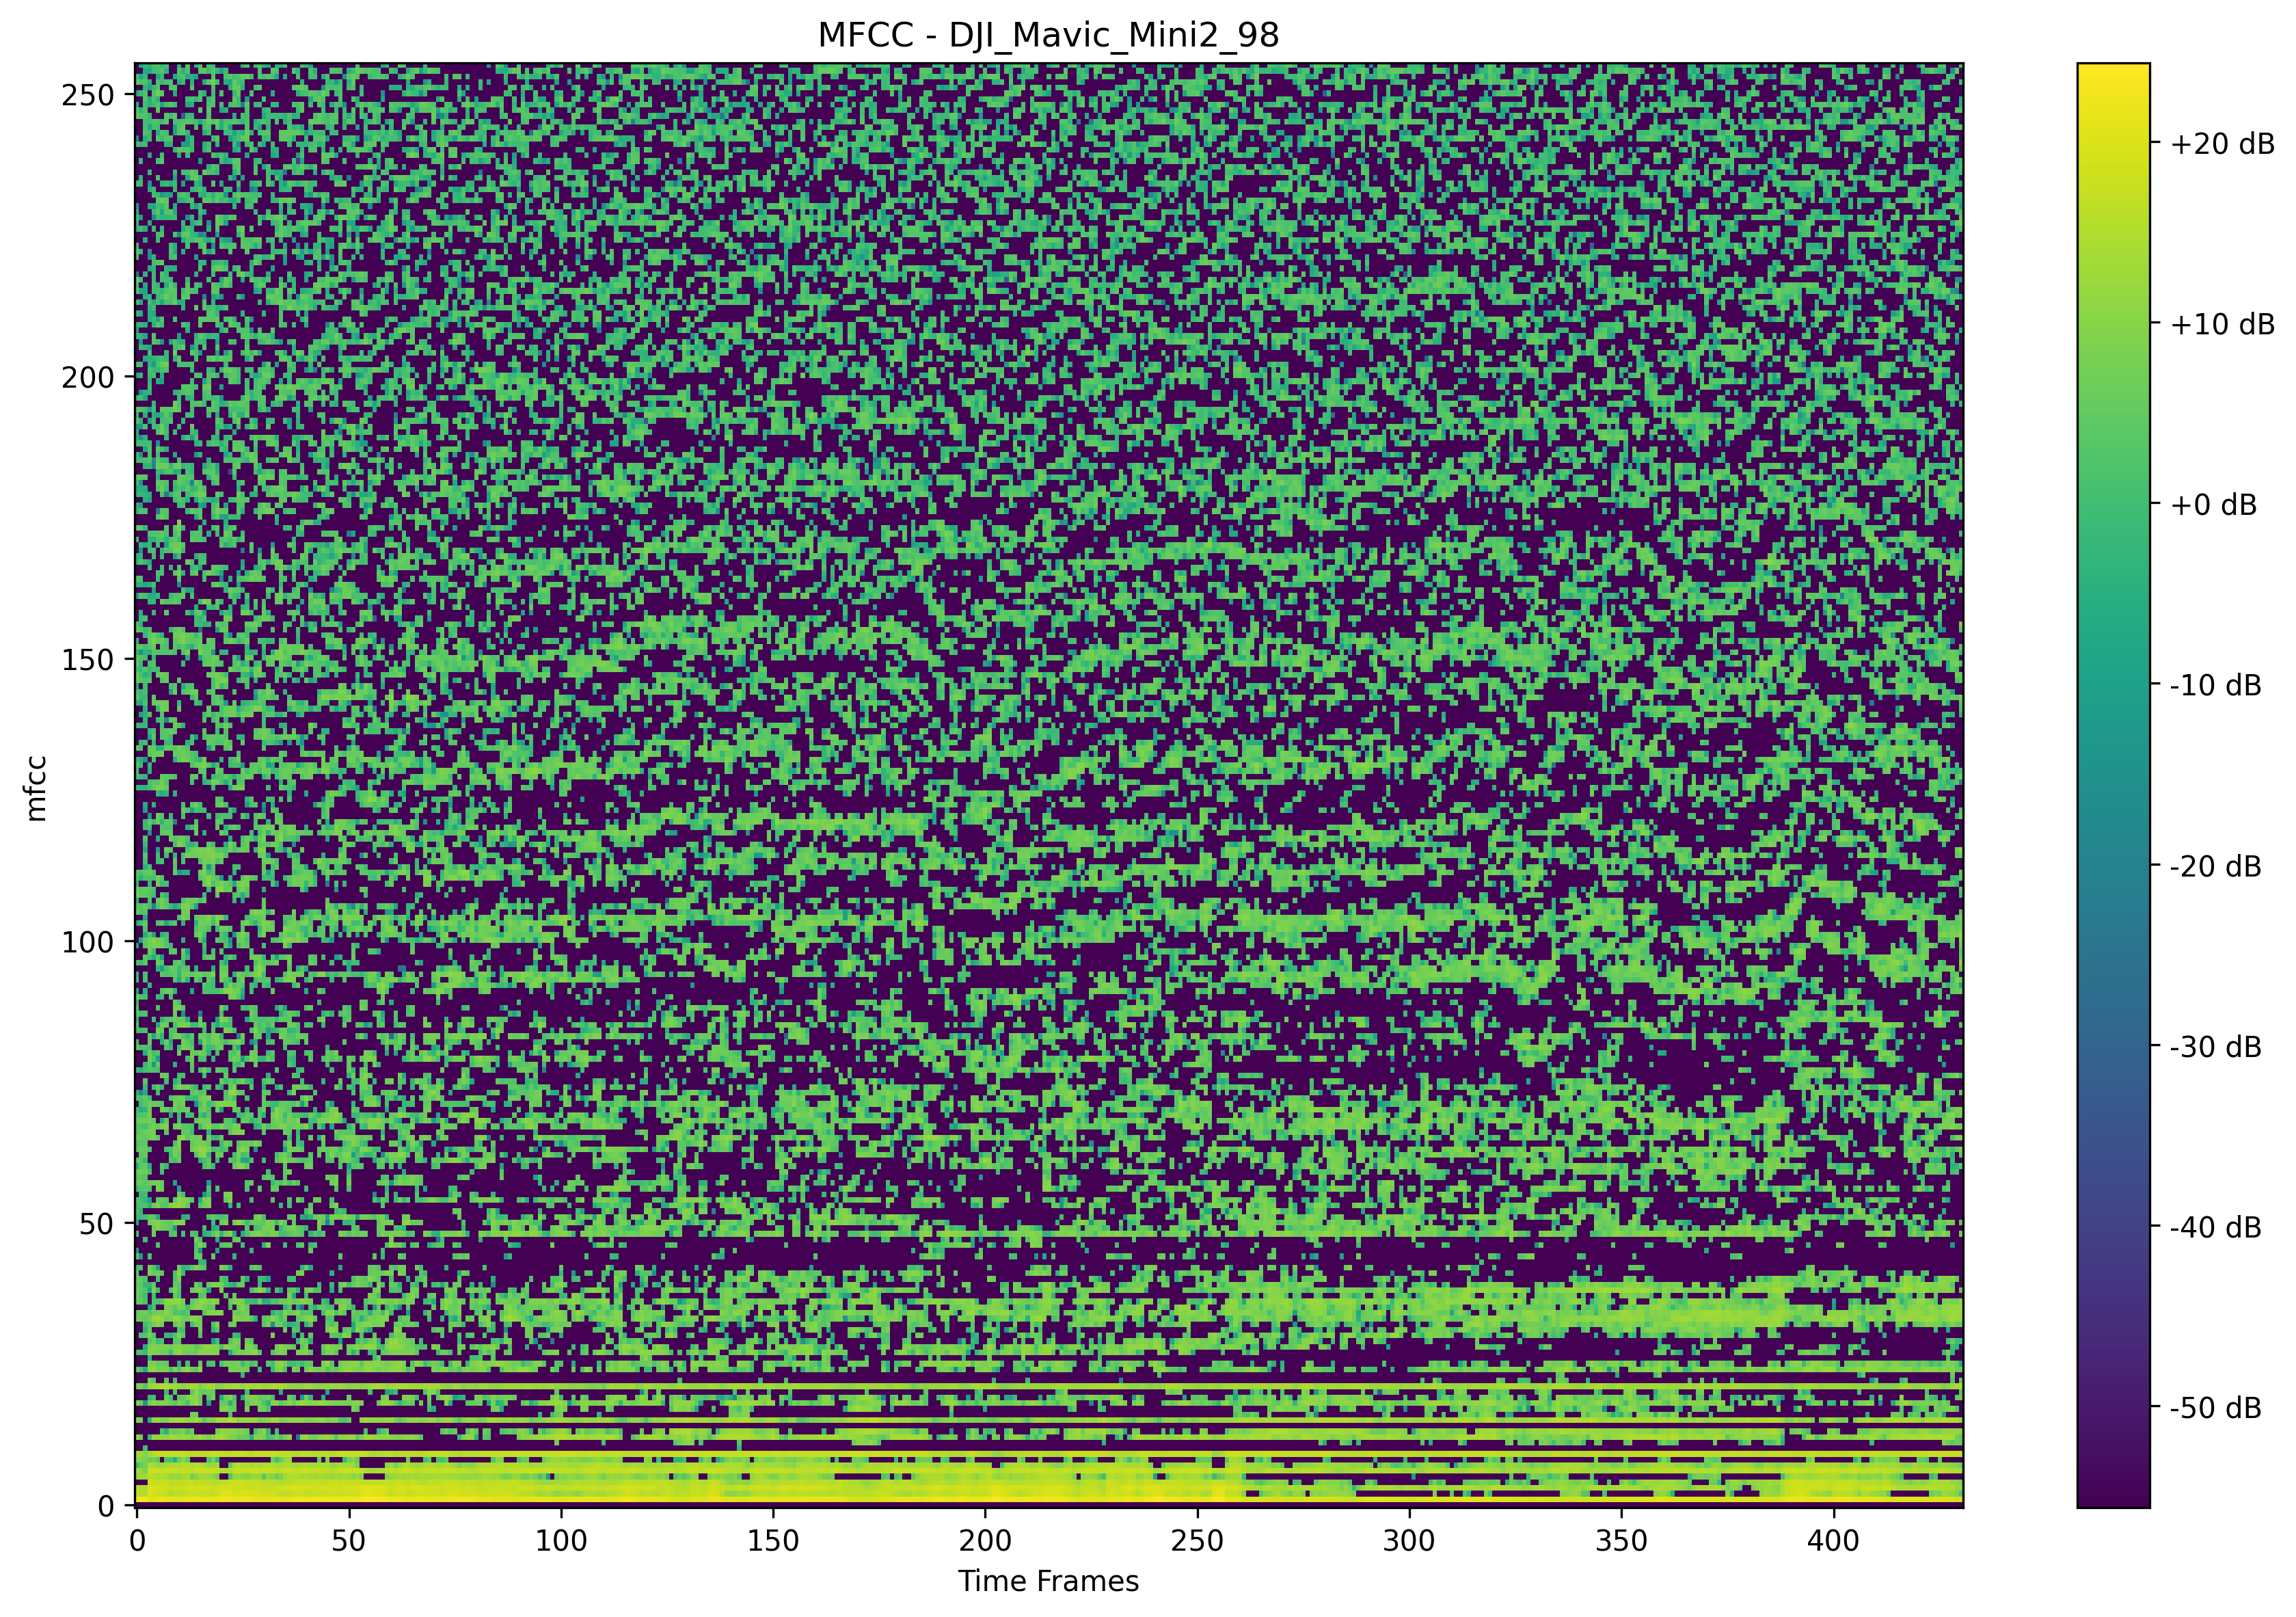 MFCC - DJI_Mavic_Mini2_98
250
200
150
100
50
0
mfcc
0 50 100 150 200 250 300 350 400
Time Frames
+20 dB
+10 dB
+0 dB
-10 dB
-20 dB
-30 dB
-40 dB
-50 dB